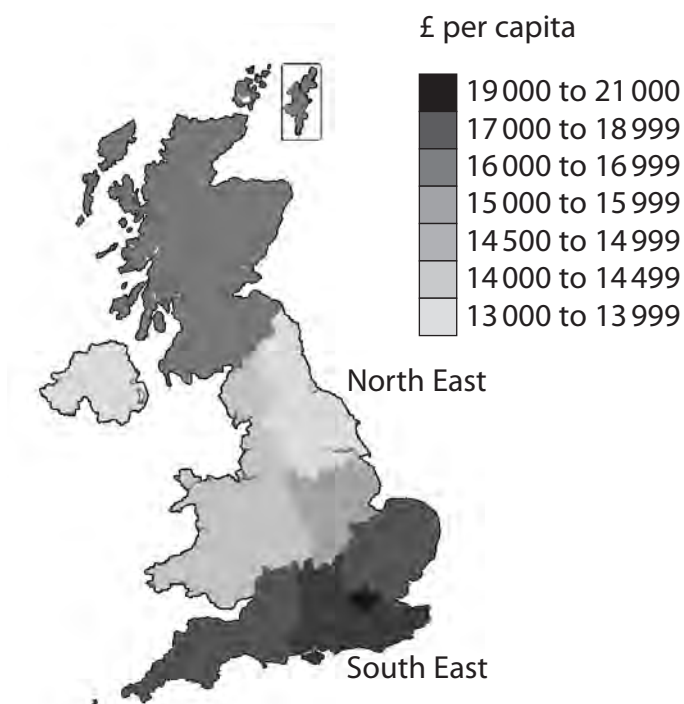 £ per capita
19 000 to 21 000
17 000 to 18 999
16 000 to 16 999
15 000 to 15 999
14 500 to 14 999
14 000 to 14 499
13 000 to 13 999
North East
South East